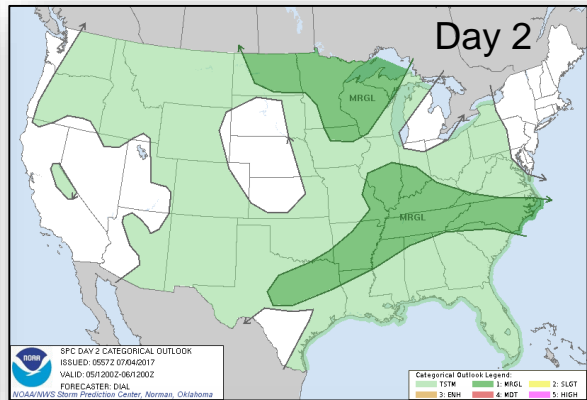 Day 2
MRGL
MRGL
NOAA
SPC DAY 2 CATEGORICAL OUTLOOK
ISSUED: 0557Z 07/04/2017
VALID: 05/1200Z-06/1200Z
FORECASTER: DIAL
NOAA/NWS Storm Prediction Center, Norman, Oklahoma
Categorical Outlook Legend:
TSTM 1: MRGL 2: SLGT
3: ENH 4: MDT 5: HIGH